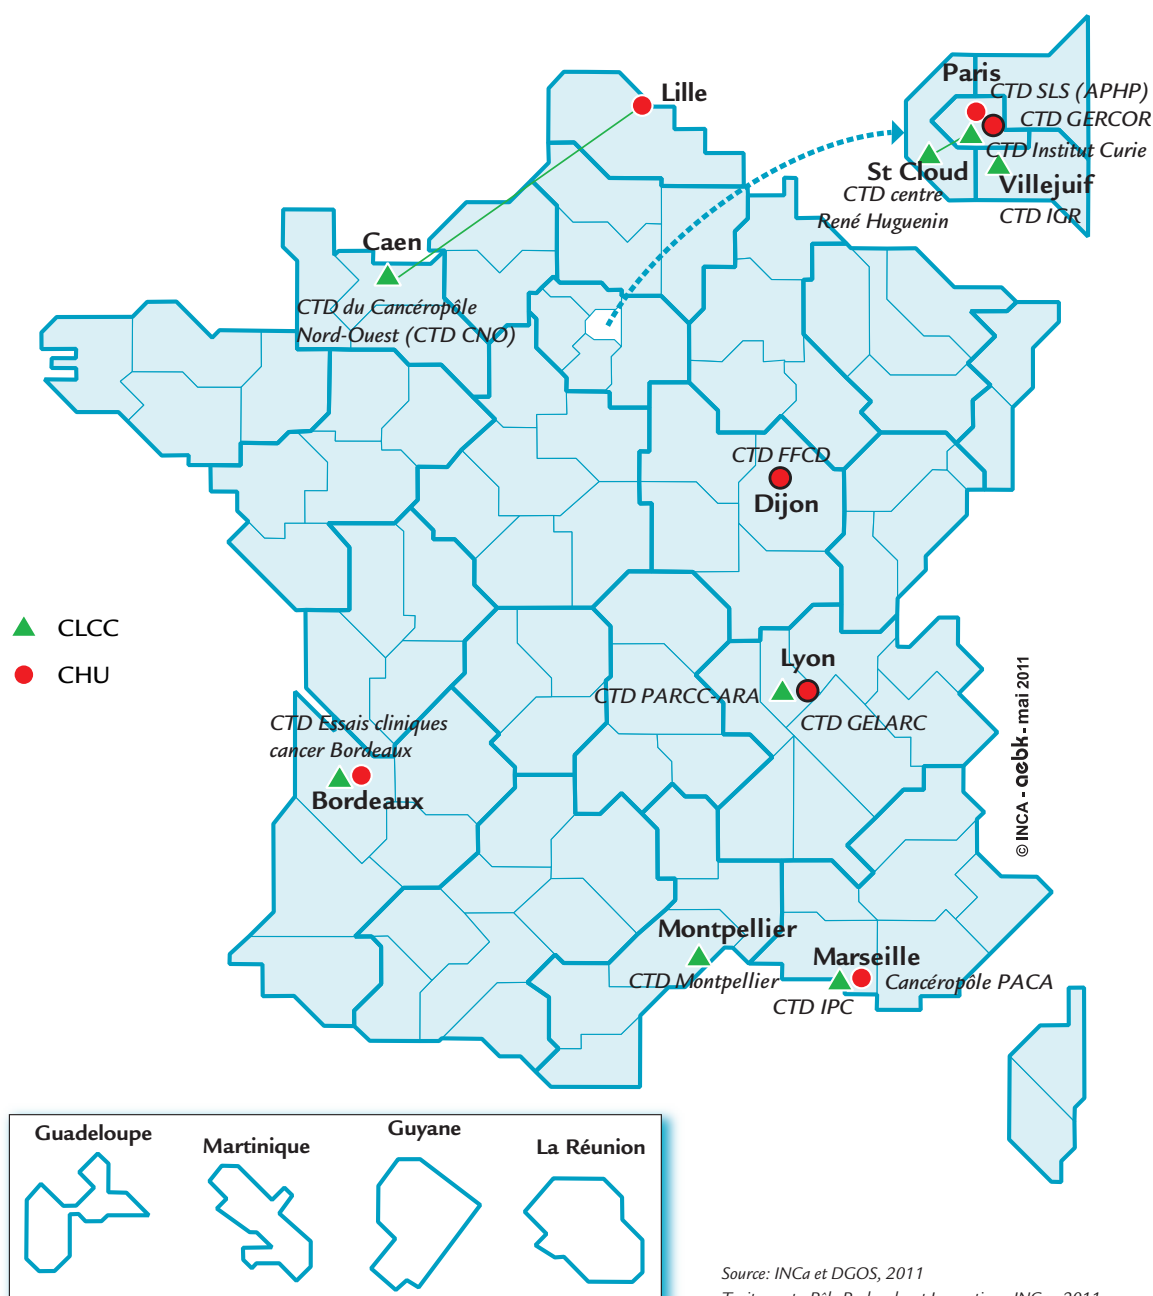 Paris
CTD SLS (APHP)
CTD GERCOR
CTD Institut Curie
St Cloud
Villejuif
CTD centre
René Huguenin
CTD IGR
Lille
Caen
CTD du Cancéropôle
Nord-Ouest (CTD CNO)
CTD FFCD
Dijon
CLCC
CHU
Lyon
CTD PARCC-ARA
CTD GELARC
CTD Essais cliniques
cancer Bordeaux
Bordeaux
© INCA - aebk - mai 2011
Montpellier
CTD Montpellier
Marseille
Cancéropôle PACA
CTD IPC
Guadeloupe
Martinique
Guyane
La Réunion
Source: INCa et DGOS, 2011